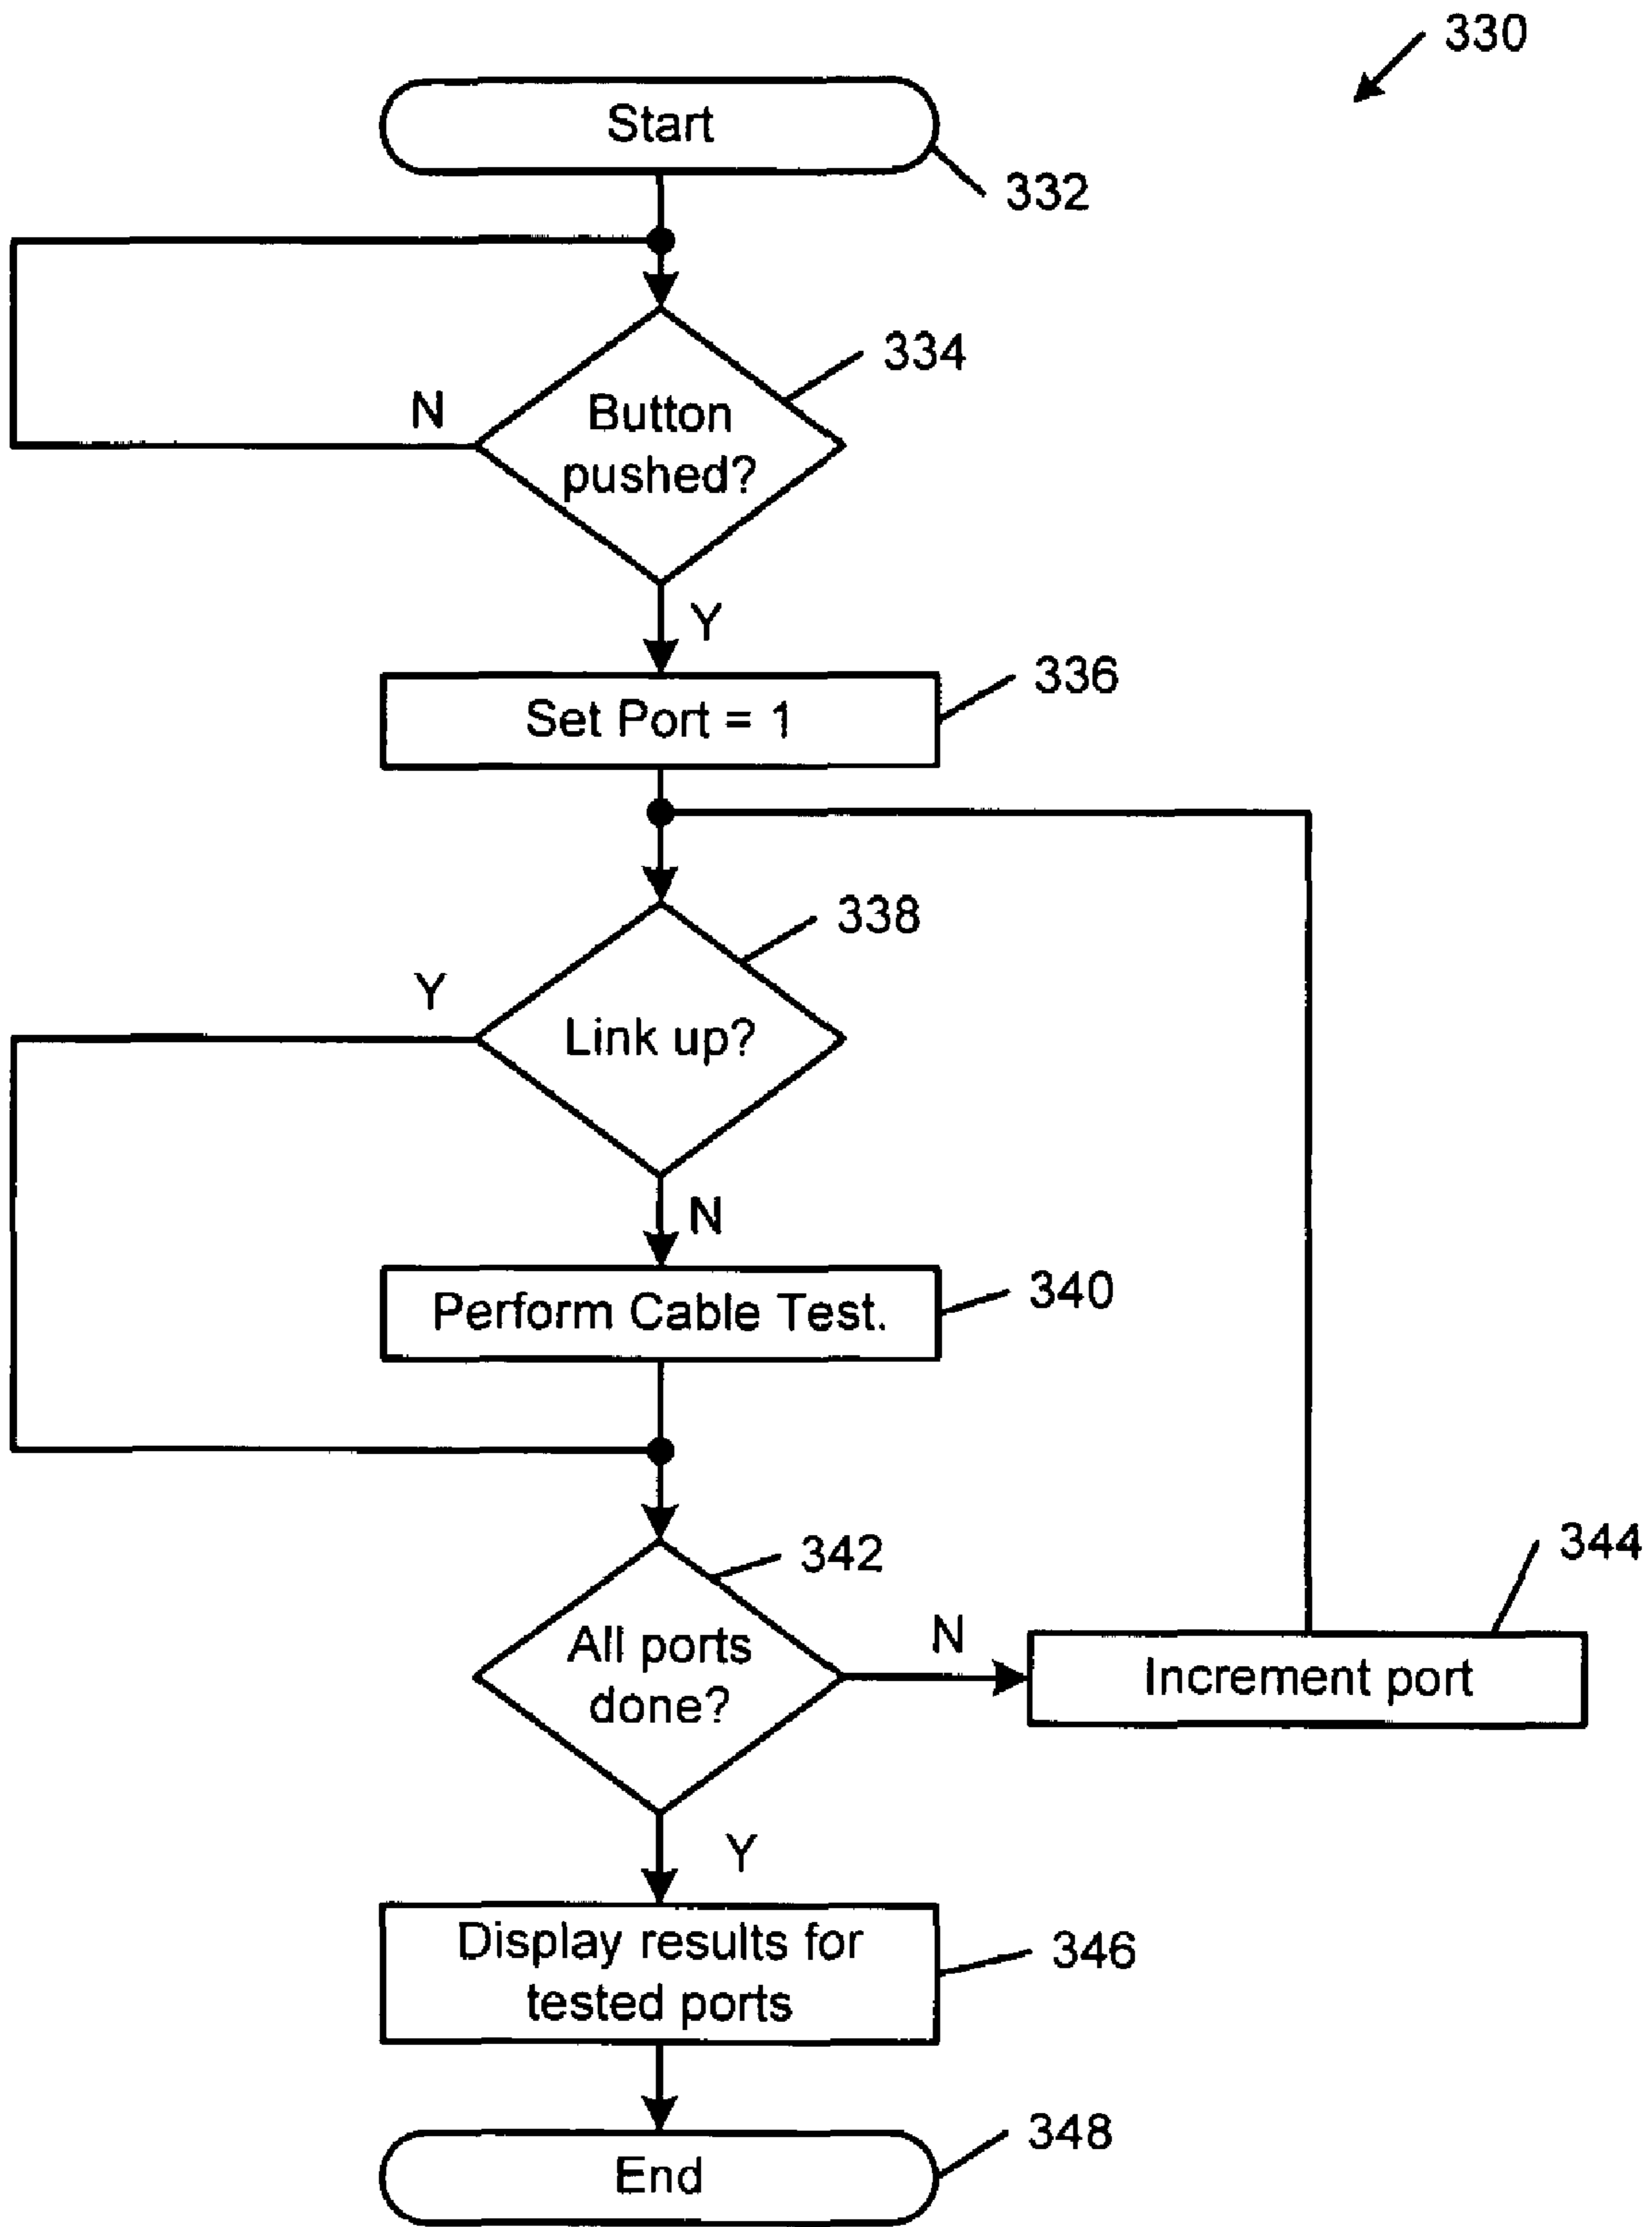 330
Start
332
334
N
Button
pushed?
Y
336
Set Port = 1
338
Y
Link up?
N
340
Perform Cable Test.
342
344
All ports
done?
N
Increment port
Y
Display results for
tested ports
346
348
End